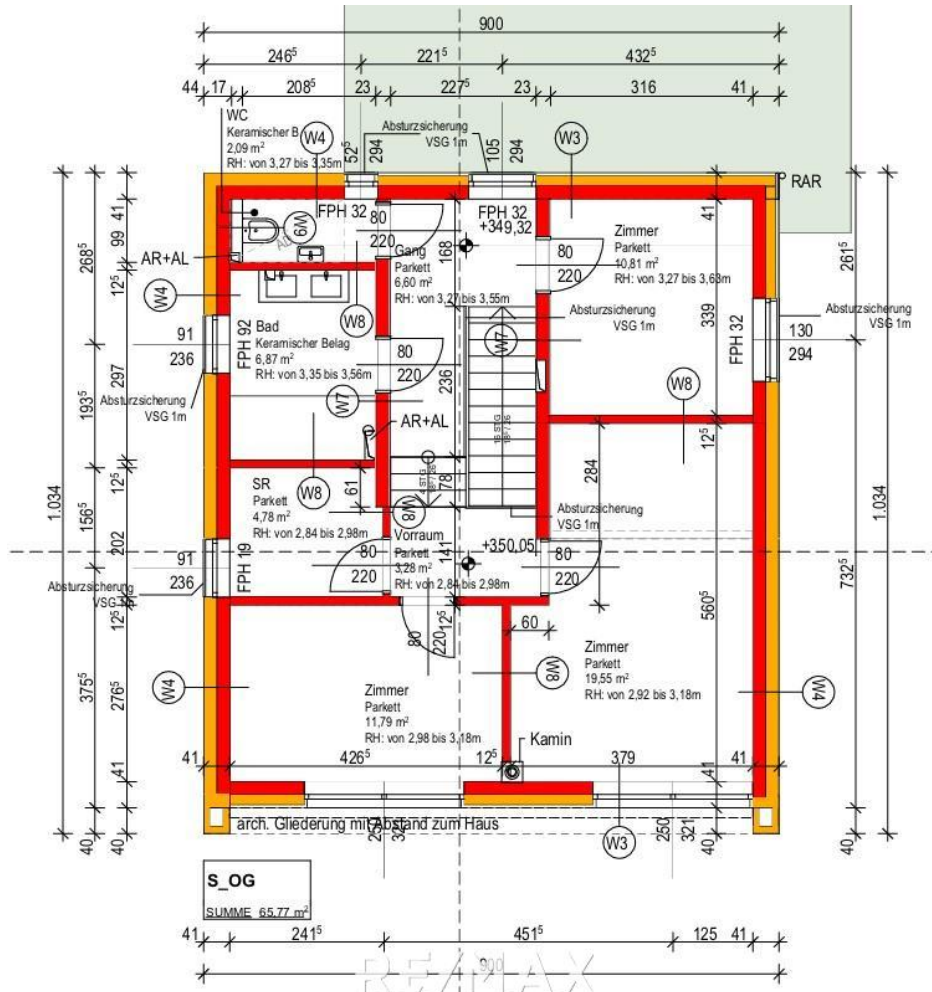 900
246⁵ 221⁵ 432⁵
44 17 208⁵ 23 227⁵ 23 316 41
WC
Keramischer B
2,09 m²
RH: von 3,27 bis 3,35m
W4
52⁵
294
Absturzsicherung
VSG 1m
105
294
W3
RAR
FPH 32
80
220
W9
FPH 32
+349,32
168
Gang
Parkett
6,60 m²
RH: von 3,27 bis 3,55m
80
220
Zimmer
Parkett
10,81 m²
RH: von 3,27 bis 3,63m
41
339
AR+AL
W4
W8
Bad
Keramischer Belag
6,87 m²
RH: von 3,35 bis 3,56m
91
236
FPH 92
Absturzsicherung
VSG 1m
80
220
W7
236
W7
Absturzsicherung
VSG 1m
FPH 32
130
294
Absturzsicherung
VSG 1m
W8
AR+AL
12⁵
284
61
78
W8
W8
SR
Parkett
4,78 m²
RH: von 2,84 bis 2,98m
Absturzsicherung
VSG 1m
Vorraum
Parkett
3,28 m²
RH: von 2,84 bis 2,98m
141
+350,05
80
220
80
220
91
236
FPH 19
Absturzsicherung
560⁵
12⁵
80
220
60
W4
W8
W4
Zimmer
Parkett
11,79 m²
RH: von 2,98 bis 3,18m
Zimmer
Parkett
19,55 m²
RH: von 2,92 bis 3,18m
Kamin
41 426⁵ 12⁵ 379 41
41
arch. Gliederung mit Abstand zum Haus
250
250
321
W3
40
1.034
268⁵ 193⁵ 156⁵ 375⁵ 40
41 99 12⁵ 297 12⁵ 202 12⁵ 276⁵ 41 40
261⁵ 732⁵ 40
1.034
S_OG
SUMME 65,77 m²
41 241⁵ 451⁵ 125 41
900
RE/MAX